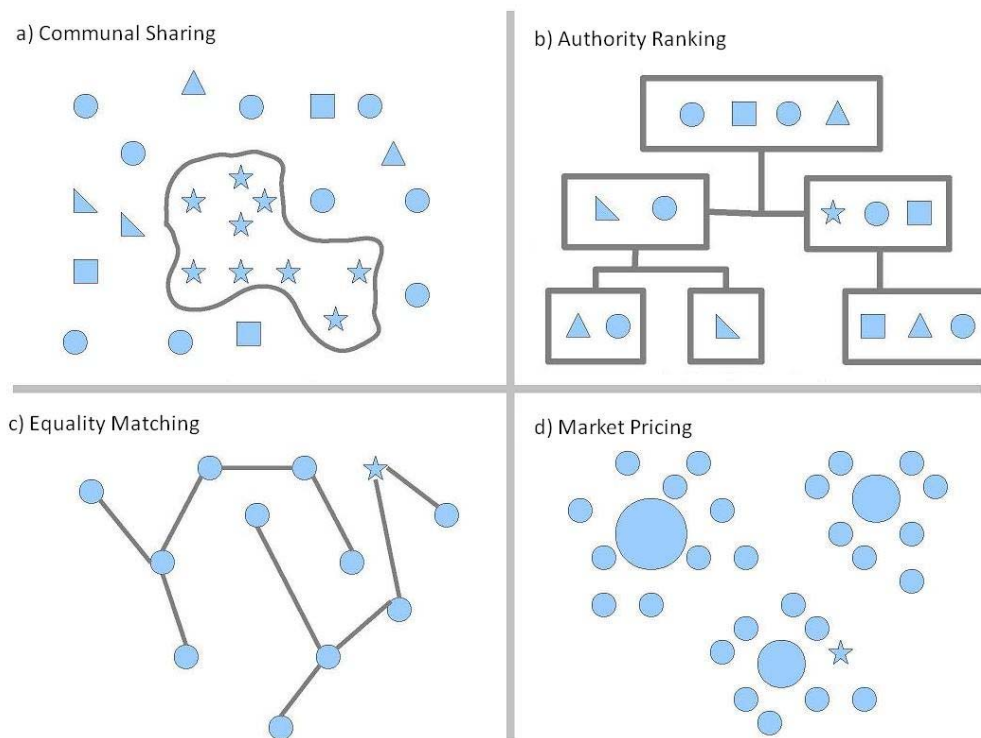 a) Communal Sharing
b) Authority Ranking
c) Equality Matching
d) Market Pricing